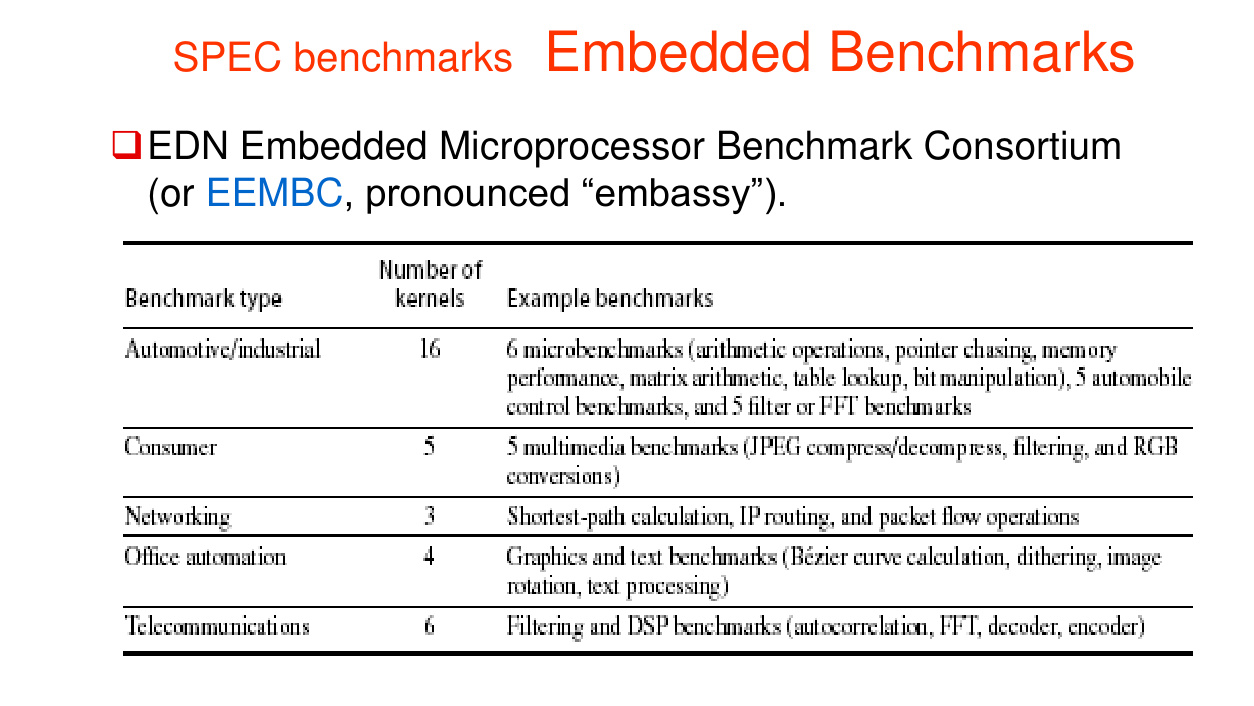 SPEC benchmarks Embedded Benchmarks
EDN Embedded Microprocessor Benchmark Consortium
(or EEMBC, pronounced “embassy”).
Number of
Benchmark type kernels Example benchmarks
Automotive/industrial 16 6 microbenchmarks (arithmetic operations, pointer chasing, memory
performance, matrix arithmetic, table lookup, bit manipulation), 5 automobile
control benchmarks, and 5 filter or FFT benchmarks
Consumer 5 5 multimedia benchmarks (JPEG compress/decompress, filtering, and RGB
conversions)
Networking 3 Shortest-path calculation, IP routing, and packet flow operations
Office automation 4 Graphics and text benchmarks (Bézier curve calculation, dithering, image
rotation, text processing)
Telecommunications 6 Filtering and DSP benchmarks (autocorrelation, FFT, decoder, encoder)